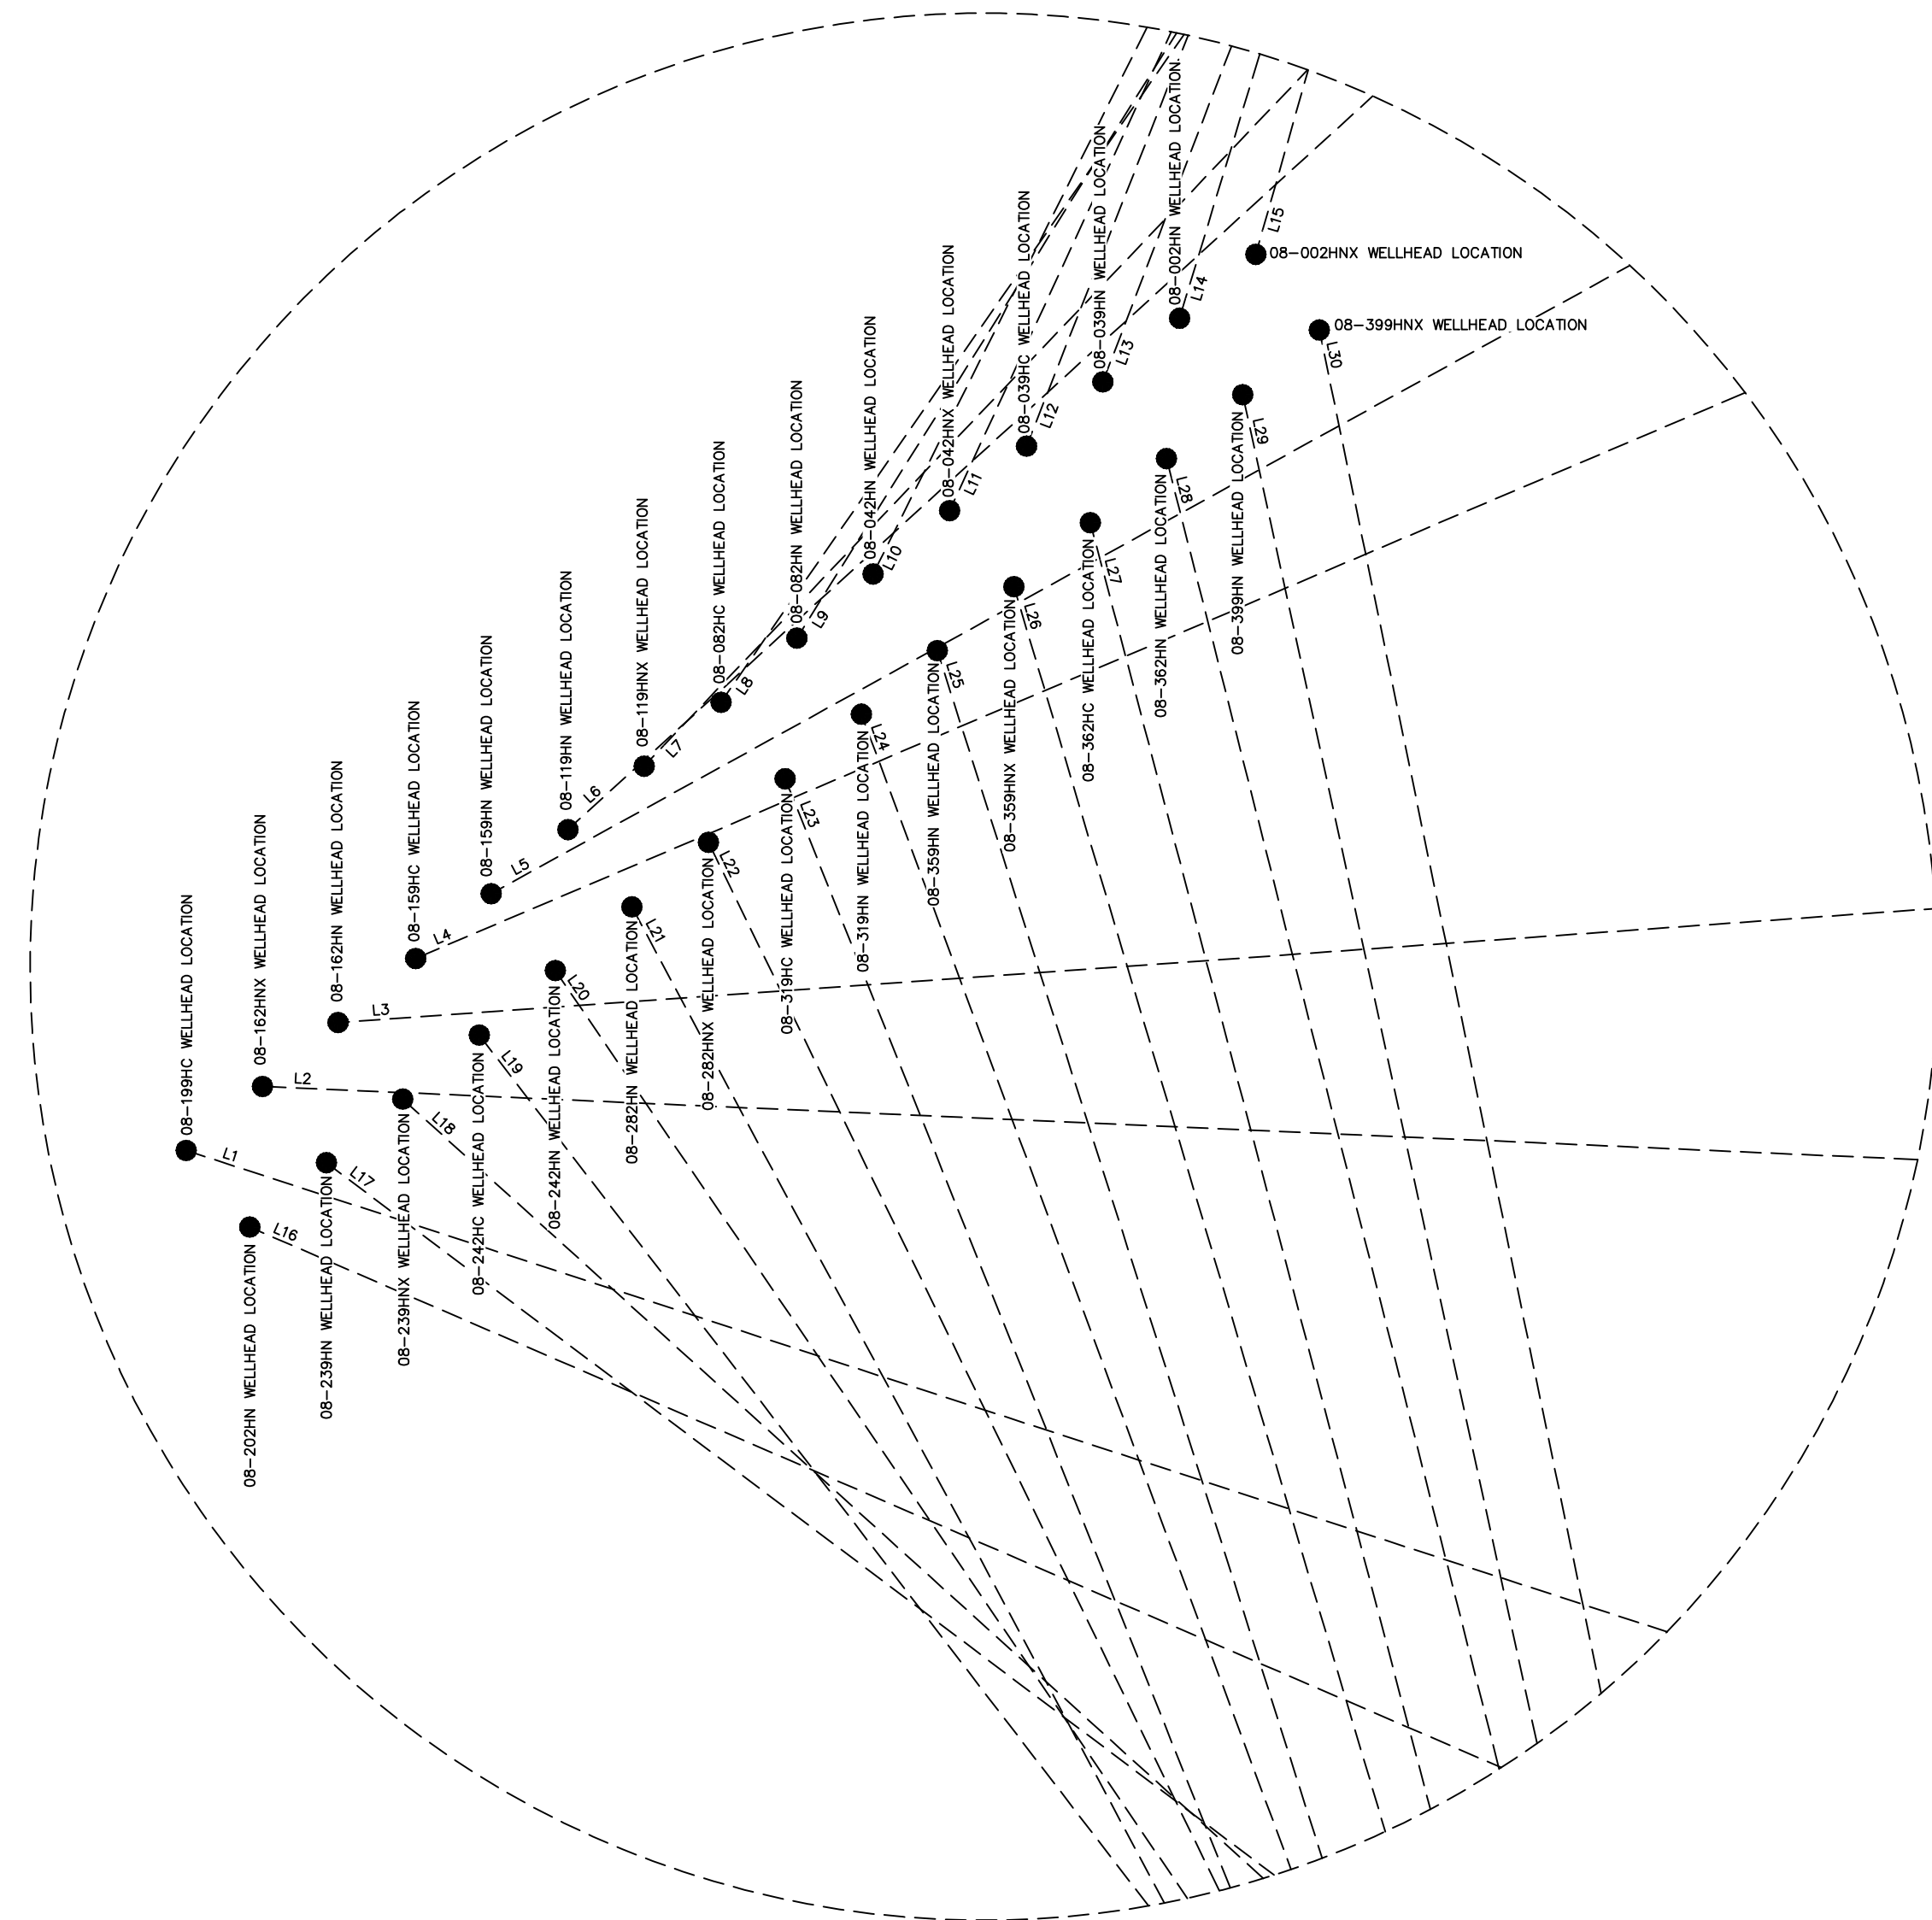 08-199HC WELLHEAD LOCATION
L1
08-162HNX WELLHEAD LOCATION
L2
08-162HN WELLHEAD LOCATION
L3
08-159HC WELLHEAD LOCATION
L4
08-159HN WELLHEAD LOCATION
L5
08-119HN WELLHEAD LOCATION
L6
08-119HNX WELLHEAD LOCATION
L7
08-082HC WELLHEAD LOCATION
L8
08-082HN WELLHEAD LOCATION
L9
08-042HN WELLHEAD LOCATION
L10
08-042HNX WELLHEAD LOCATION
L11
08-039HC WELLHEAD LOCATION
L12
08-039HN WELLHEAD LOCATION
L13
08-002HN WELLHEAD LOCATION
L14
08-002HNX WELLHEAD LOCATION
L15
08-202HN WELLHEAD LOCATION
L16
08-239HN WELLHEAD LOCATION
L17
08-239HNX WELLHEAD LOCATION
L18
08-242HC WELLHEAD LOCATION
L19
08-242HN WELLHEAD LOCATION
L20
08-282HN WELLHEAD LOCATION
L21
08-282HNX WELLHEAD LOCATION
L22
08-319HC WELLHEAD LOCATION
L23
08-319HN WELLHEAD LOCATION
L24
08-359HN WELLHEAD LOCATION
L25
08-359HNX WELLHEAD LOCATION
L26
08-362HC WELLHEAD LOCATION
L27
08-362HN WELLHEAD LOCATION
L28
08-399HN WELLHEAD LOCATION
L29
08-399HNX WELLHEAD LOCATION
L30